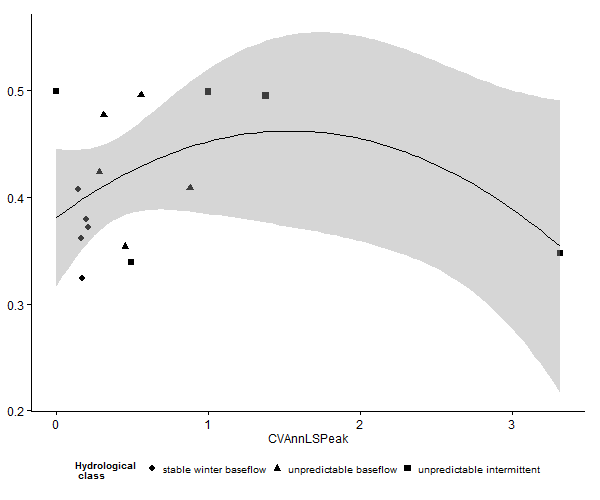 0.5
0.4
0.3
0.2
0 1 2 3
CVAnnLSPeak
Hydrological
class
stable winter baseflow unpredictable baseflow unpredictable intermittent